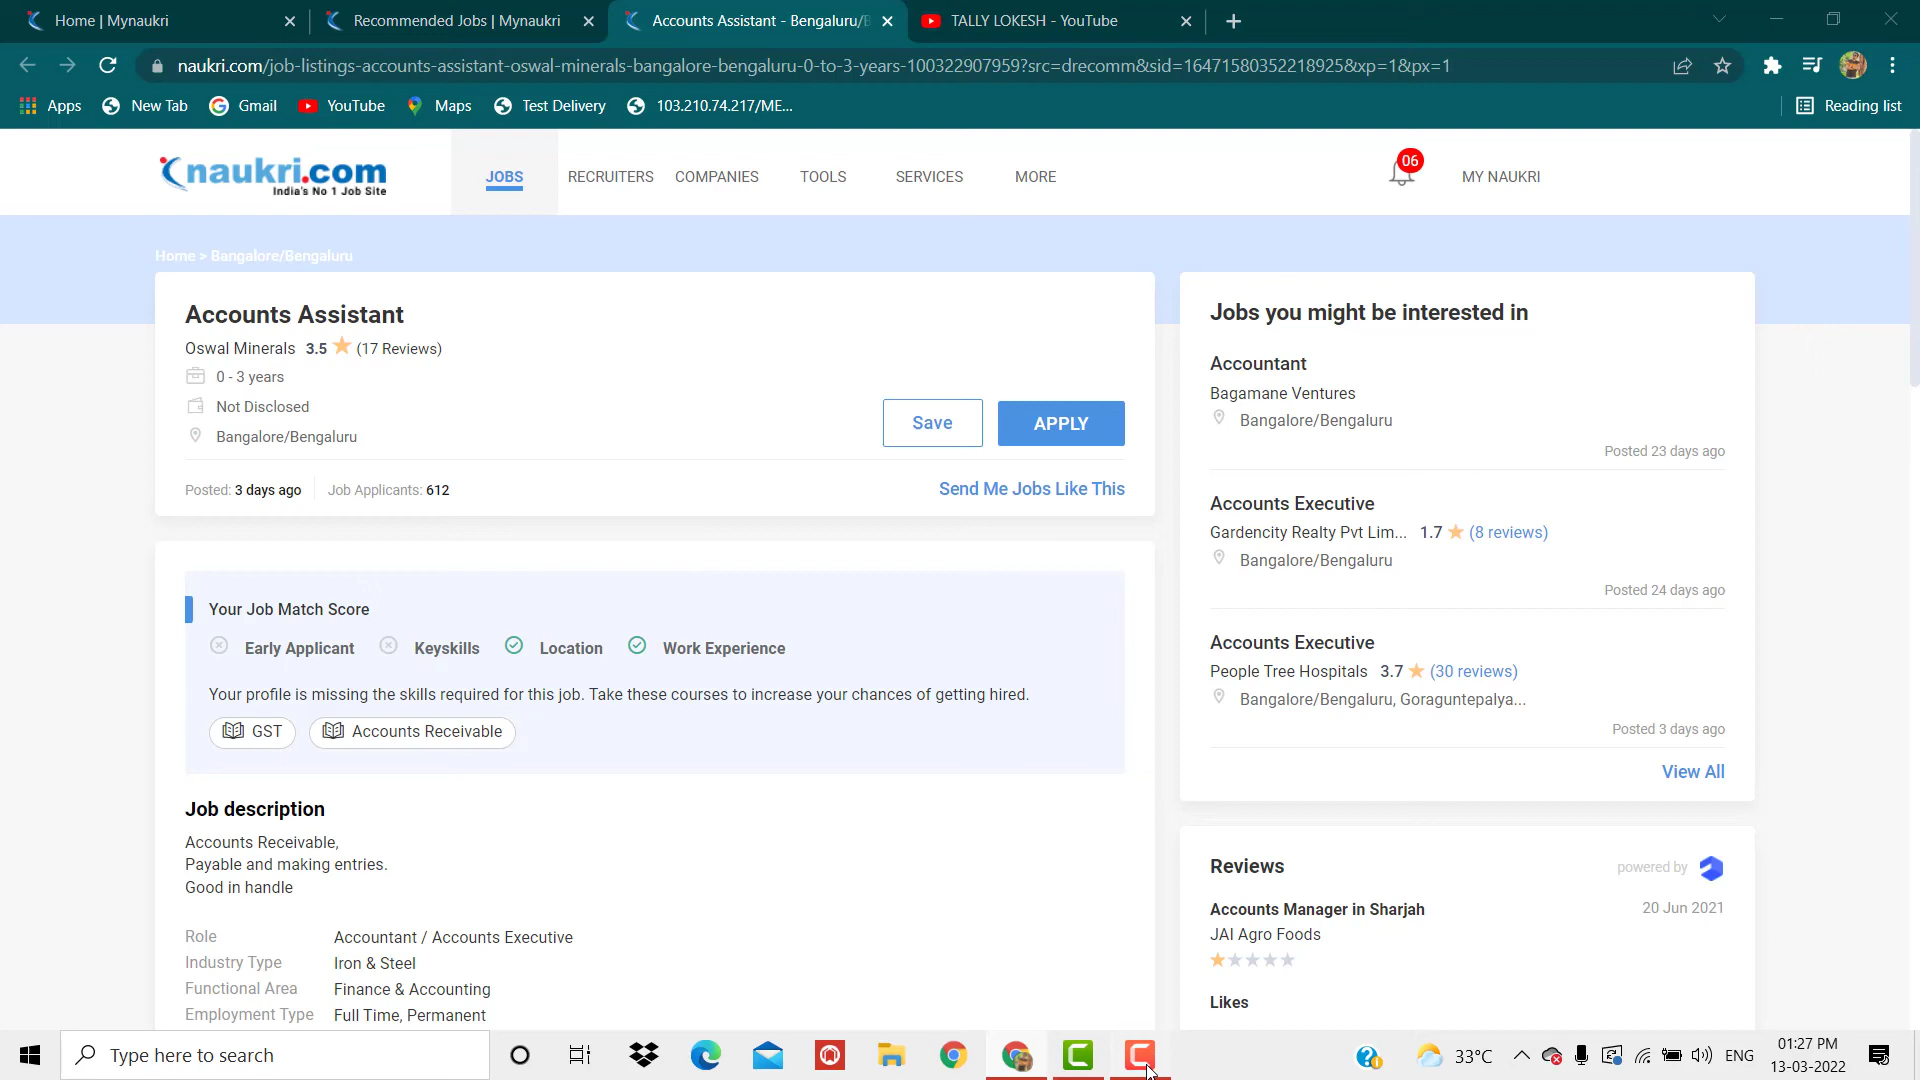 Home | Mynaukri
Recommended Jobs | Mynaukri
Accounts Assistant - Bengaluru/B
TALLY LOKESH - YouTube
naukri.com/job-listings-accounts-assistant-oswal-minerals-bangalore-bengaluru-0-to-3-years-100322907959?src=drecomm&sid=16471580352218925&xp=1&px=1
Apps
New Tab
Gmail
YouTube
Maps
Test Delivery
103.210.74.217/ME...
Reading list
naukri.com
India's No 1 Job Site
JOBS
RECRUITERS
COMPANIES
TOOLS
SERVICES
MORE
06
MY NAUKRI
Home > Bangalore/Bengaluru
Accounts Assistant
Oswal Minerals 3.5 (17 Reviews)
0 - 3 years
Not Disclosed
Bangalore/Bengaluru
Save
APPLY
Posted: 3 days ago
Job Applicants: 612
Send Me Jobs Like This
Your Job Match Score
Early Applicant
Keyskills
Location
Work Experience
Your profile is missing the skills required for this job. Take these courses to increase your chances of getting hired.
GST
Accounts Receivable
Job description
Accounts Receivable,
Payable and making entries.
Good in handle
Role Accountant / Accounts Executive
Industry Type Iron & Steel
Functional Area Finance & Accounting
Employment Type Full Time, Permanent
Jobs you might be interested in
Accountant
Bagamane Ventures
Bangalore/Bengaluru
Posted 23 days ago
Accounts Executive
Gardencity Realty Pvt Lim... 1.7 (8 reviews)
Bangalore/Bengaluru
Posted 24 days ago
Accounts Executive
People Tree Hospitals 3.7 (30 reviews)
Bangalore/Bengaluru, Goraguntepalya...
Posted 3 days ago
View All
Reviews
powered by
Accounts Manager in Sharjah
20 Jun 2021
JAI Agro Foods
Likes
Type here to search
33°C
ENG
01:27 PM
13-03-2022